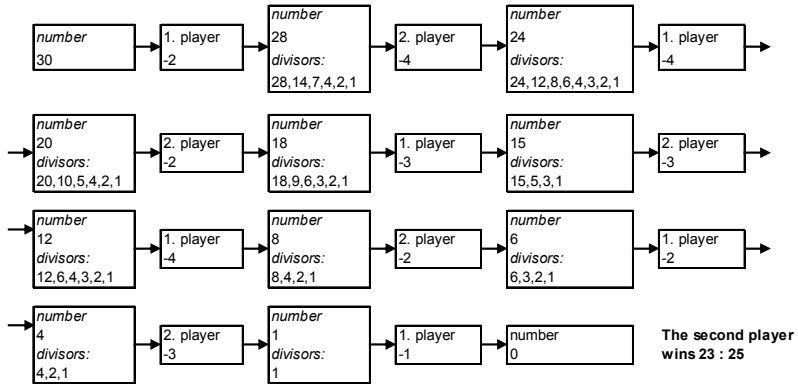 number
30
1. player
-2
number
28
divisors:
28,14,7,4,2,1
2. player
-4
number
24
divisors:
24,12,8,6,4,3,2,1
1. player
-4
number
20
divisors:
20,10,5,4,2,1
2. player
-2
number
18
divisors:
18,9,6,3,2,1
1. player
-3
number
15
divisors:
15,5,3,1
2. player
-3
number
12
divisors:
12,6,4,3,2,1
1. player
-4
number
8
divisors:
8,4,2,1
2. player
-2
number
6
divisors:
6,3,2,1
1. player
-2
number
4
divisors:
4,2,1
2. player
-3
number
1
divisors:
1
1. player
-1
number
0
The second player
wins 23 : 25